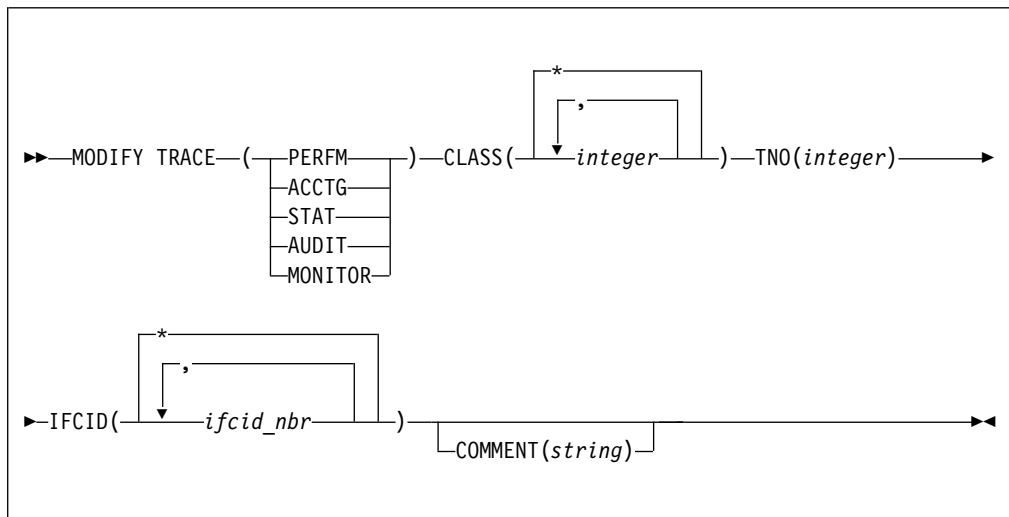 *
,
MODIFY TRACE ( PERFM ) CLASS( integer ) TNO(integer)
ACCTG
STAT
AUDIT
MONITOR
*
,
IFCID( ifcid_nbr )
COMMENT(string)